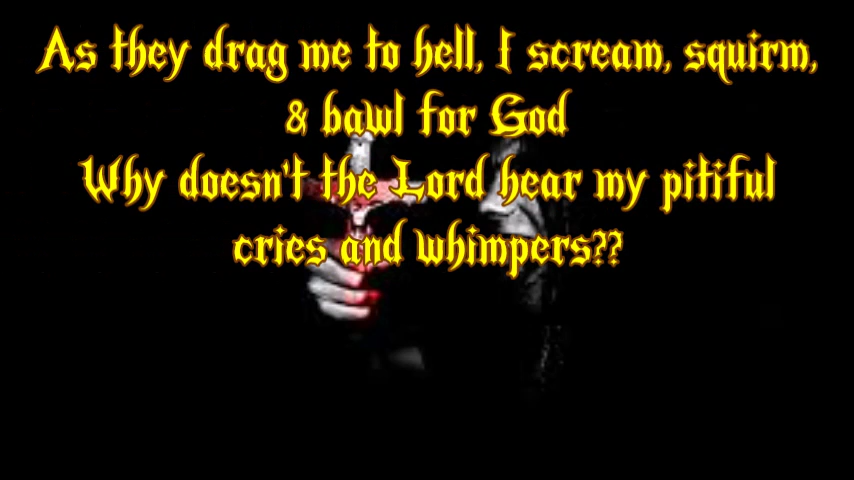 As they drag me to hell, I scream, squirm,
& bawl for God
Why doesn't the Lord hear my pitiful
cries and whimpers??